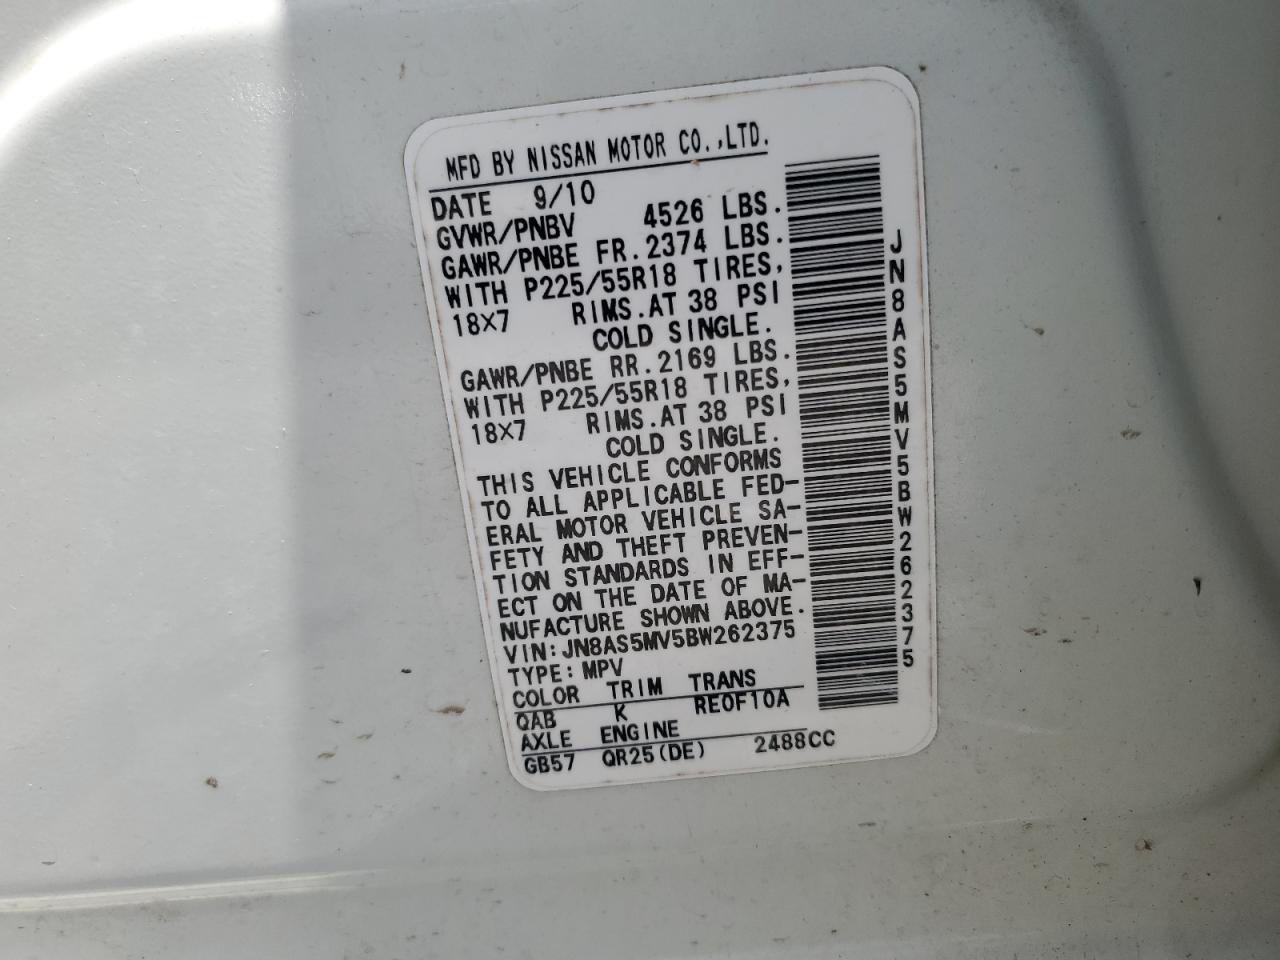 MFD BY NISSAN MOTOR CO.,LTD.
DATE 9/10
GVWR/PNBV 4526 LBS.
GAWR/PNBE FR.2374 LBS.
WITH P225/55R18 TIRES,
18X7 RIMS.AT 38 PSI
COLD SINGLE.
GAWR/PNBE RR.2169 LBS.
WITH P225/55R18 TIRES,
18X7 RIMS.AT 38 PSI
COLD SINGLE.
THIS VEHICLE CONFORMS
TO ALL APPLICABLE FED-
ERAL MOTOR VEHICLE SA-
FETY AND THEFT PREVEN-
TION STANDARDS IN EFF-
ECT ON THE DATE OF MA-
NUFACTURE SHOWN ABOVE.
VIN:JN8AS5MV5BW262375
TYPE:MPV
COLOR TRIM TRANS
QAB K RE0F10A
AXLE ENGINE
GB57 QR25(DE) 2488CC
JN8AS5MV5BW262375